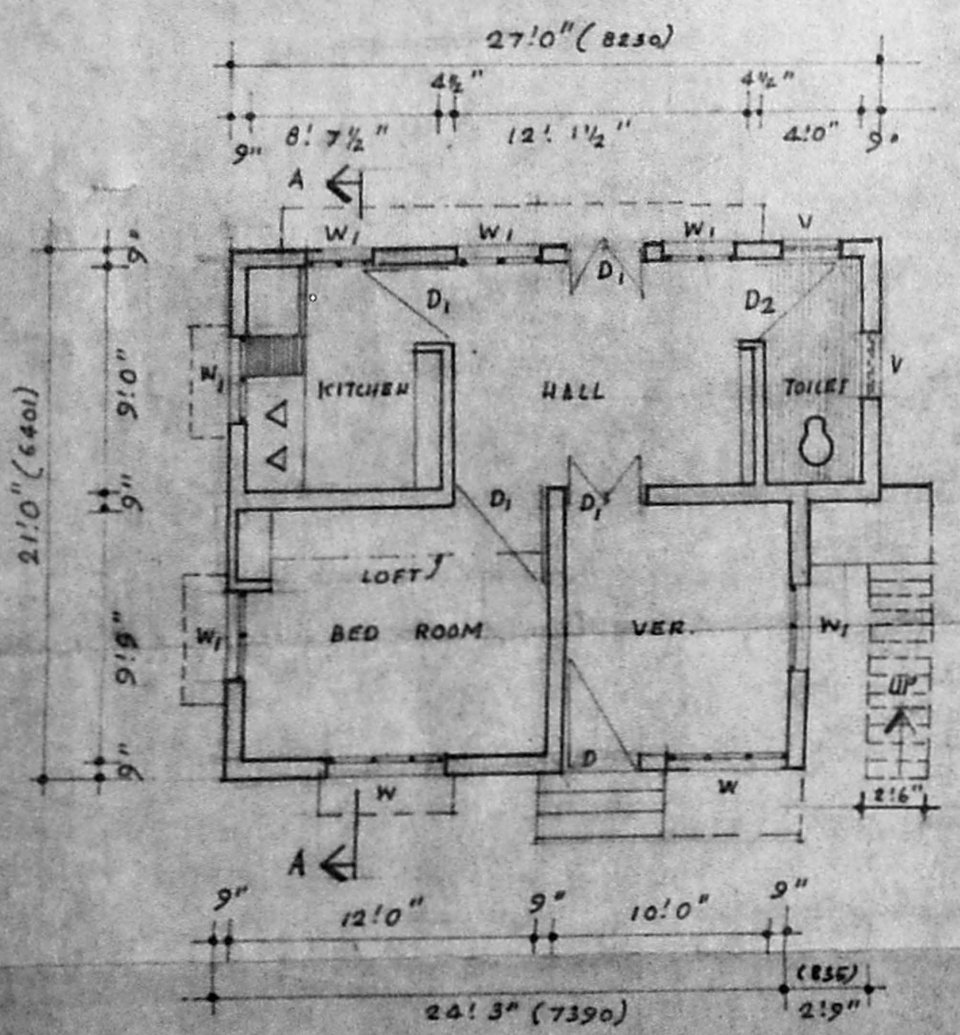 27'0" (8230)
4½" 4½"
9" 8' 7½" 12' 1½" 4'0" 9"
A
W1 W1 W1 V
9"
D1 D1 D2
9'0"
W1 KITCHEN HALL TOILET V
21'0" (6401)
9"
D1 D1
LOFT
9'9"
W1 BED ROOM VER. W1
UP
9"
D
W W 2'6"
A
9" 12'0" 9" 10'0" 9"
(835)
24' 3" (7390) 2'9"